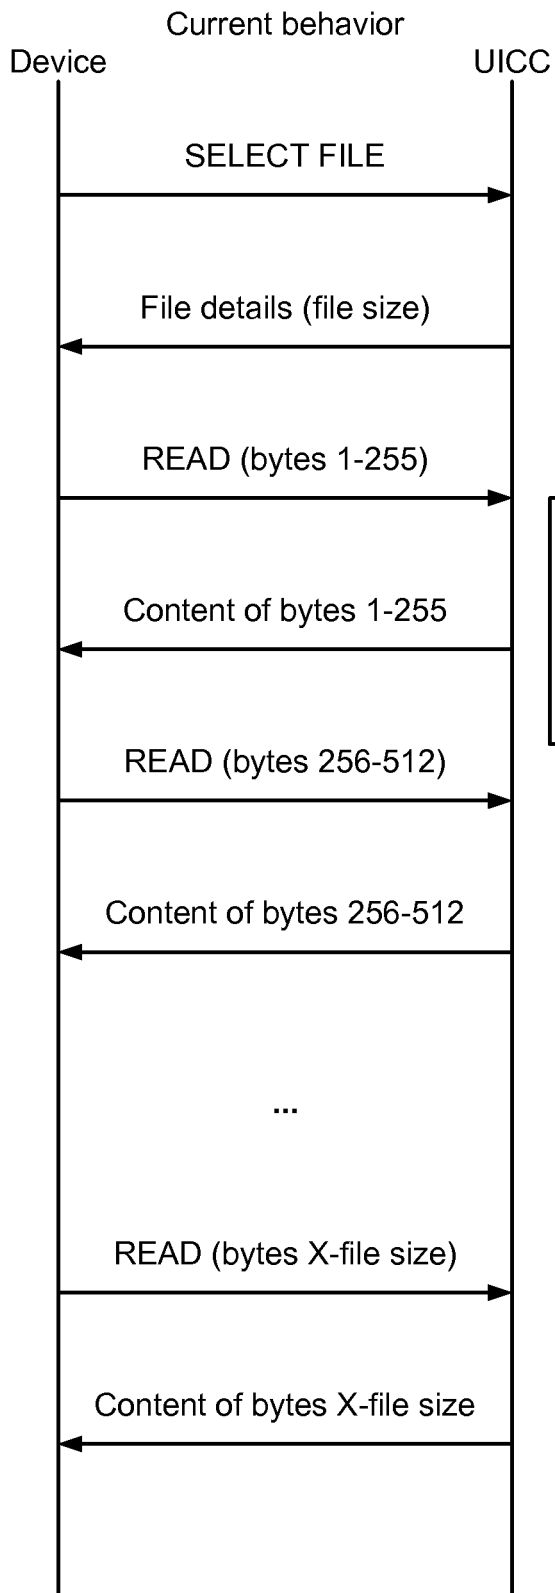 Current behavior
Device UICC
SELECT FILE
File details (file size)
READ (bytes 1-255)
Content of bytes 1-255
READ (bytes 256-512)
Content of bytes 256-512
...
READ (bytes X-file size)
Content of bytes X-file size